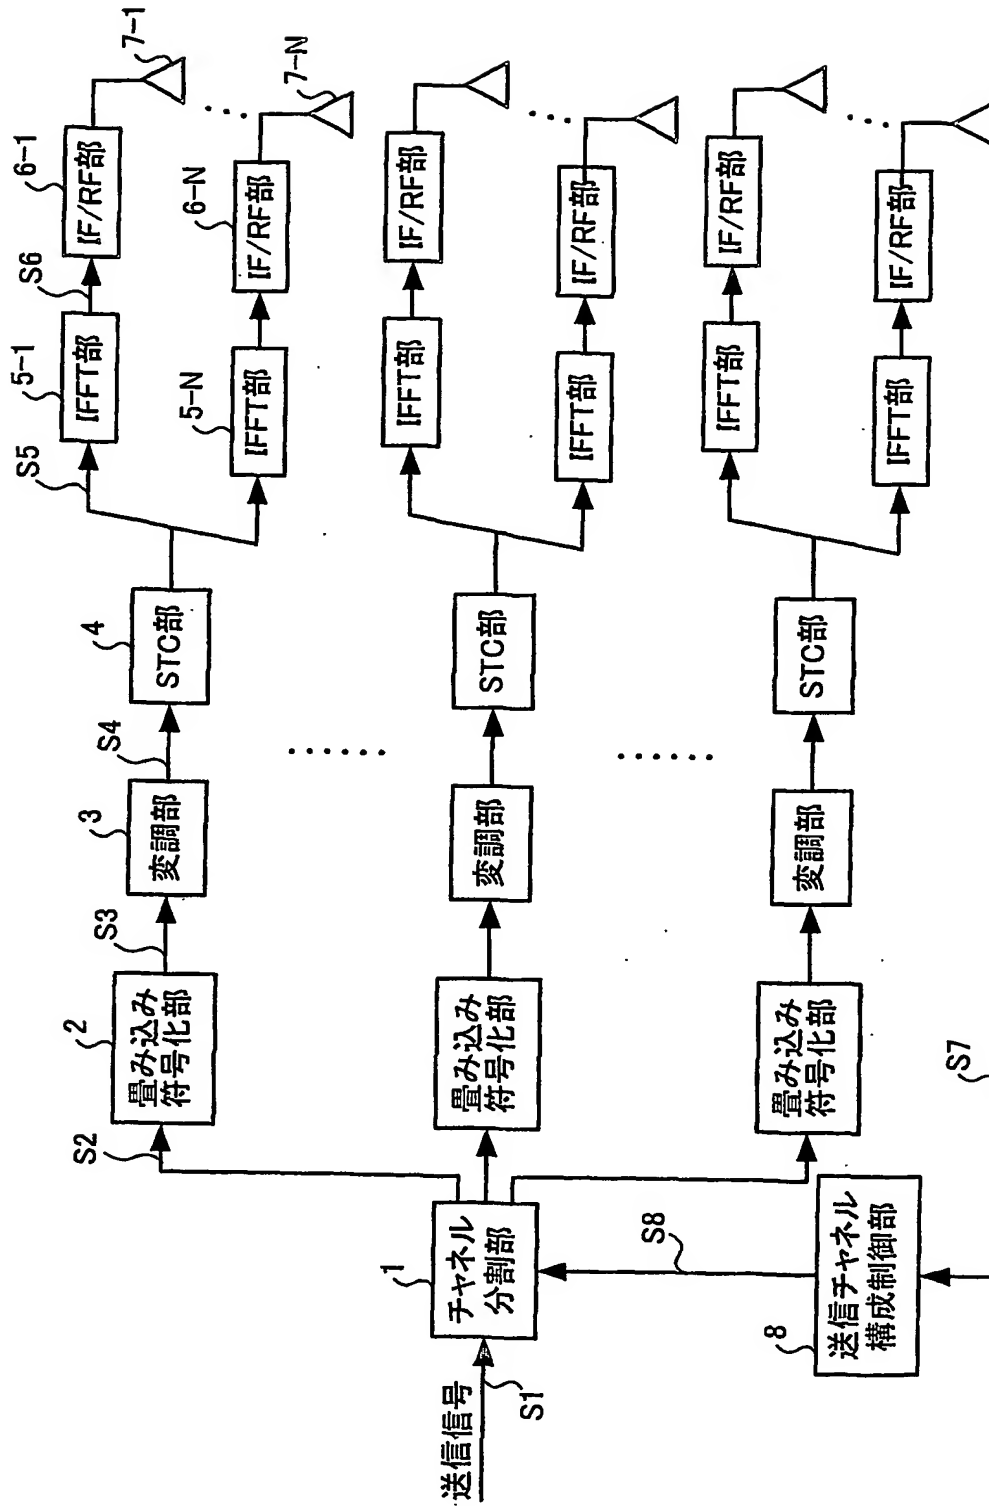 送信信号
S1
1
チャネル
分割部
S8
8
送信チャネル
構成制御部
S7
S2
2
畳み込み
符号化部
S3
3
変調部
S4
4
STC部
S5
5-1
IFFT部
S6
6-1
IF/RF部
7-1
5-N
IFFT部
6-N
IF/RF部
7-N
畳み込み
符号化部
変調部
STC部
IFFT部
IF/RF部
IFFT部
IF/RF部
畳み込み
符号化部
変調部
STC部
IFFT部
IF/RF部
IFFT部
IF/RF部